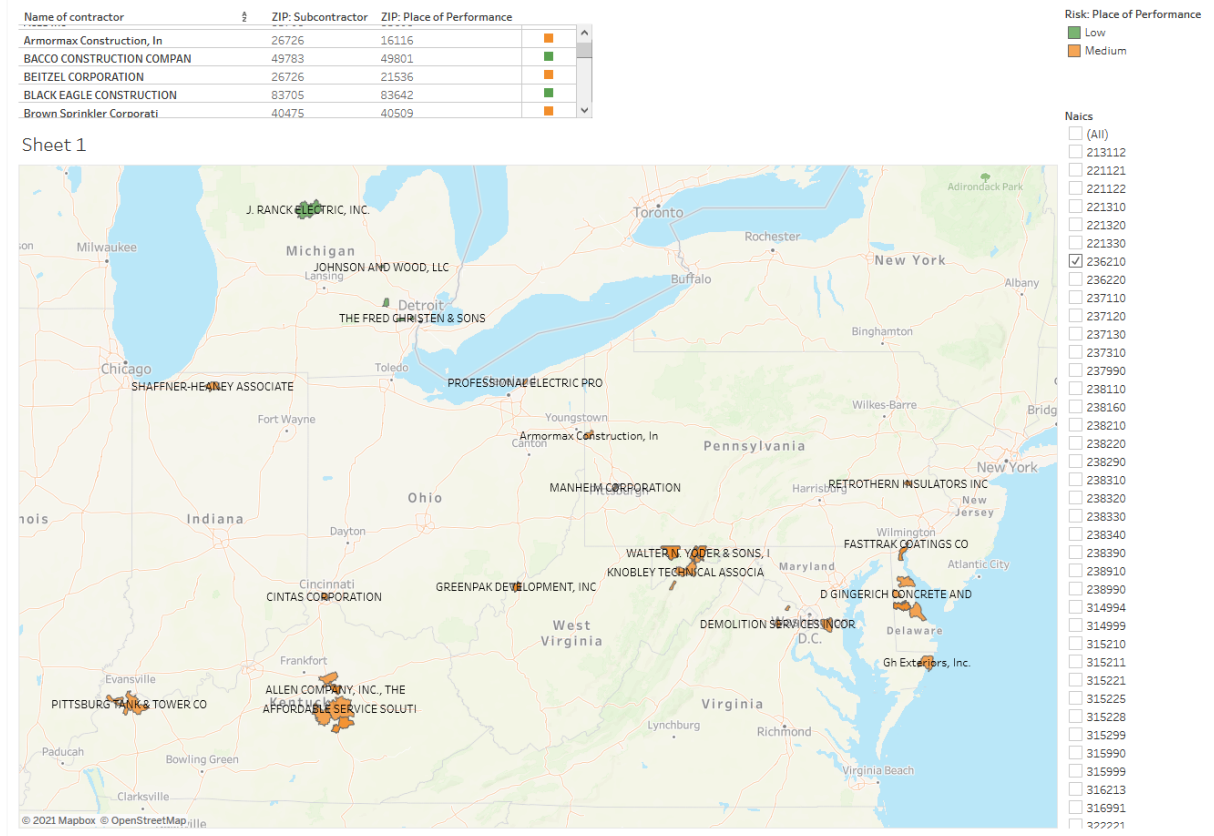 Name of contractor ZIP: Subcontractor ZIP: Place of Performance
Armormax Construction, In 26726 16116
BACCO CONSTRUCTION COMPAN 49783 49801
BEITZEL CORPORATION 26726 21536
BLACK EAGLE CONSTRUCTION 83705 83642
Brown Sprinkler Corporati 40475 40509
Sheet 1
Risk: Place of Performance
Low
Medium
Naics
(All)
213112
221121
221122
221310
221320
221330
236210
236220
237110
237120
237130
237310
237990
238110
238160
238210
238220
238290
238310
238320
238330
238340
238390
238910
238990
314994
314999
315210
315211
315221
315225
315228
315299
315990
315999
316213
316991
322221
Adirondack Park
J. RANCK ELECTRIC, INC.
Toronto
Rochester
Milwaukee
Michigan
New York
JOHNSON AND WOOD, LLC
Lansing
Buffalo
Albany
Detroit
THE FRED CHRISTEN & SONS
Binghamton
Chicago
Toledo
SHAFFNER-HEANEY ASSOCIATE
PROFESSIONAL ELECTRIC PRO
Wilkes-Barre
Bridg
Fort Wayne
Youngstown
Armormax Construction, In
Canton
Pennsylvania
New York
MANHEIM CORPORATION
Pittsburgh
Harrisburg
RETROTHERN INSULATORS INC
Ohio
New
Jersey
nois
Indiana
Dayton
Wilmington
FASTTRAK COATINGS CO
WALTER N. YODER & SONS, I
Maryland
Atlantic City
KNOBLEY TECHNICAL ASSOCIA
Cincinnati
GREENPAK DEVELOPMENT, INC
CINTAS CORPORATION
D GINGERICH CONCRETE AND
West
Virginia
DEMOLITION SERVICES INCOR
D.C.
Delaware
Frankfort
Gh Exteriors, Inc.
Evansville
ALLEN COMPANY, INC., THE
PITTSBURG TANK & TOWER CO
Kentucky
AFFORDABLE SERVICE SOLUTI
Virginia
Lynchburg
Richmond
Paducah
Bowling Green
Virginia Beach
Clarksville
© 2021 Mapbox © OpenStreetMap